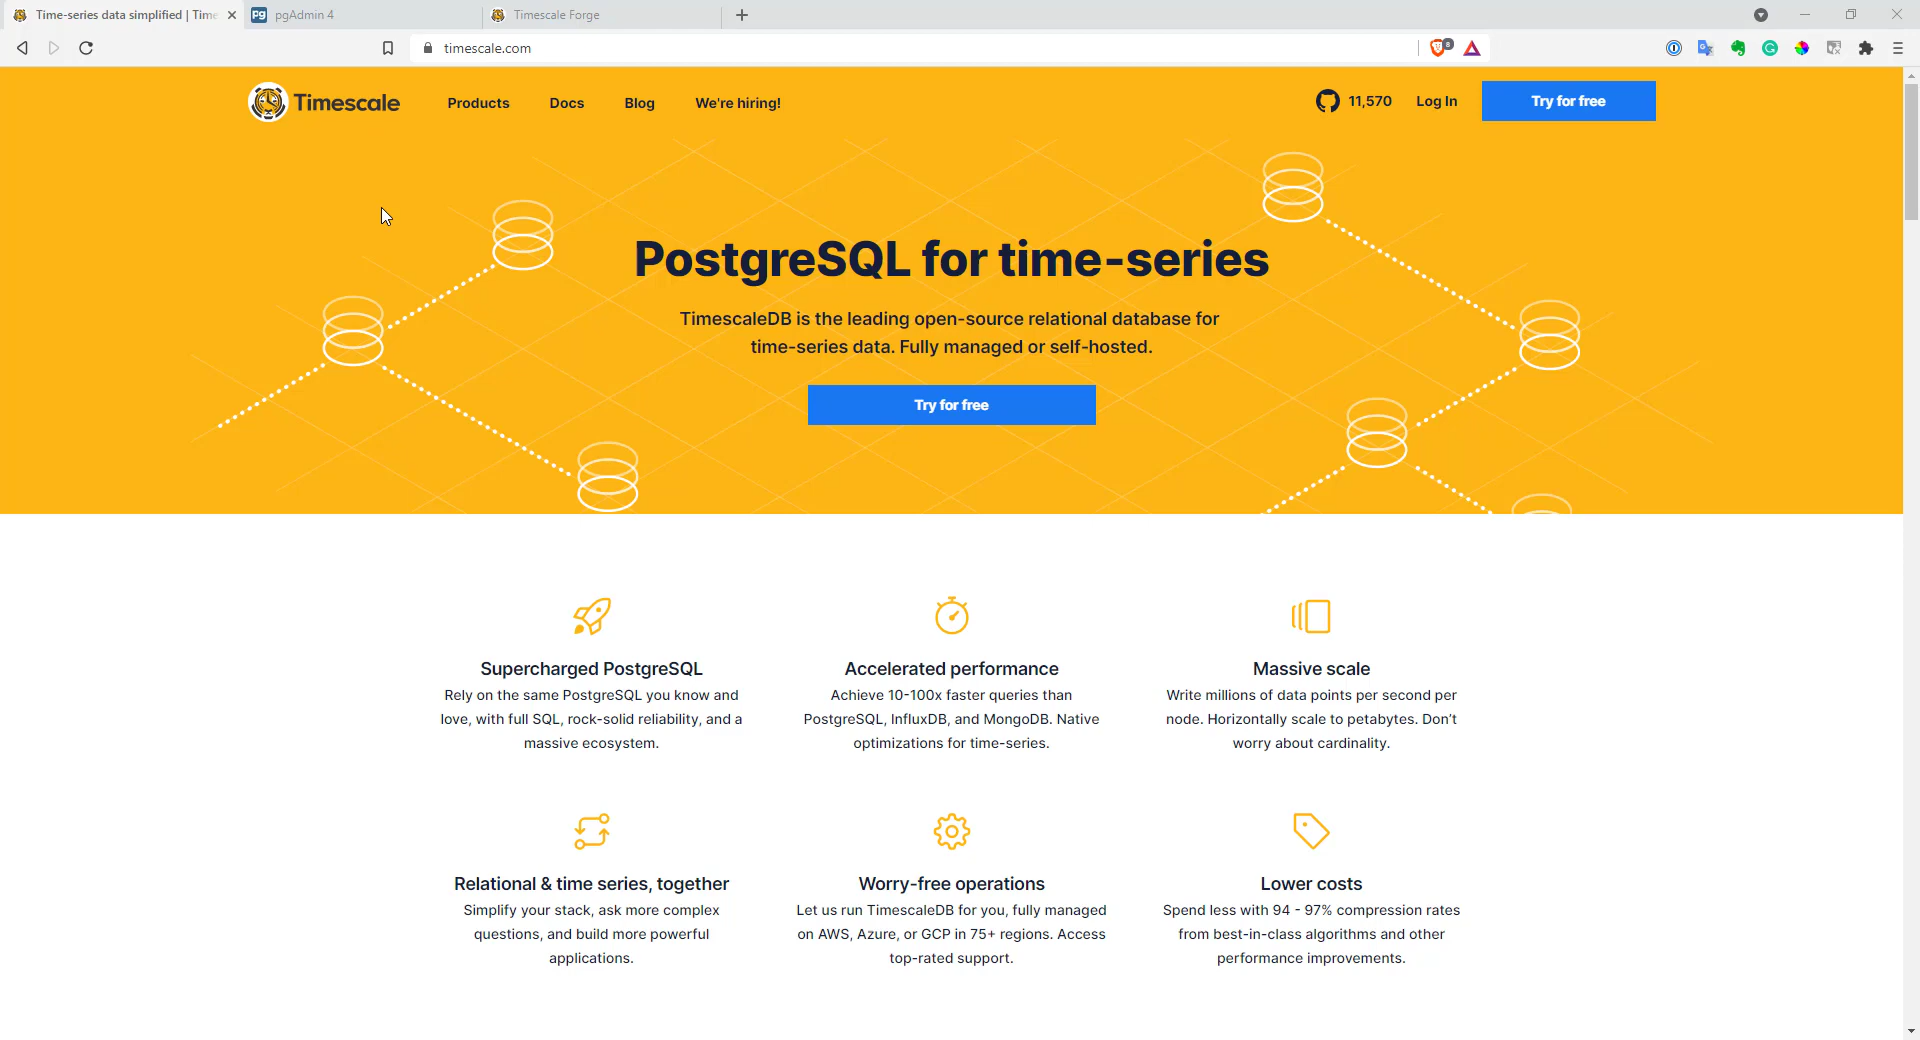 Time-series data simplified | Time
pgAdmin 4
Timescale Forge
timescale.com
8
Timescale
Products
Docs
Blog
We're hiring!
11,570
Log In
Try for free
PostgreSQL for time-series
TimescaleDB is the leading open-source relational database for
time-series data. Fully managed or self-hosted.
Try for free
Supercharged PostgreSQL
Rely on the same PostgreSQL you know and
love, with full SQL, rock-solid reliability, and a
massive ecosystem.
Accelerated performance
Achieve 10-100x faster queries than
PostgreSQL, InfluxDB, and MongoDB. Native
optimizations for time-series.
Massive scale
Write millions of data points per second per
node. Horizontally scale to petabytes. Don't
worry about cardinality.
Relational & time series, together
Simplify your stack, ask more complex
questions, and build more powerful
applications.
Worry-free operations
Let us run TimescaleDB for you, fully managed
on AWS, Azure, or GCP in 75+ regions. Access
top-rated support.
Lower costs
Spend less with 94 - 97% compression rates
from best-in-class algorithms and other
performance improvements.